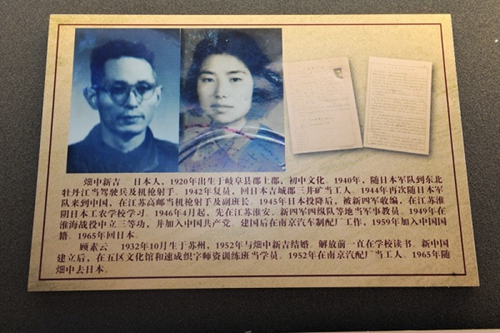 畑中新吉　日本人，1920年出生于岐阜县郡上郡，初中文化。1940年，随日本军队到东北
牡丹江当驾驶兵及机枪射手。1942年复员，回日本吉城郡三井矿当工人。1944年再次随日本军
队来到中国，在江苏高邮当机枪射手及副班长。1945年日本投降后，被新四军收编，在江苏淮
阴日本工农学校学习。1946年4月起，先在江苏淮安、新四军四纵队等地当军事教员。1949年在
淮海战役中立三等功，并加入中国共产党。建国后在南京汽车制配厂工作，1959年加入中国国
籍。1965年回日本。
顾素云　1932年10月生于苏州，1952年与畑中新吉结婚。解放前一直在学校读书。新中国
建立后，在五区文化馆和速成织字师资训练班当学员。1952年在南京汽配厂当工人。1965年随
畑中去日本。